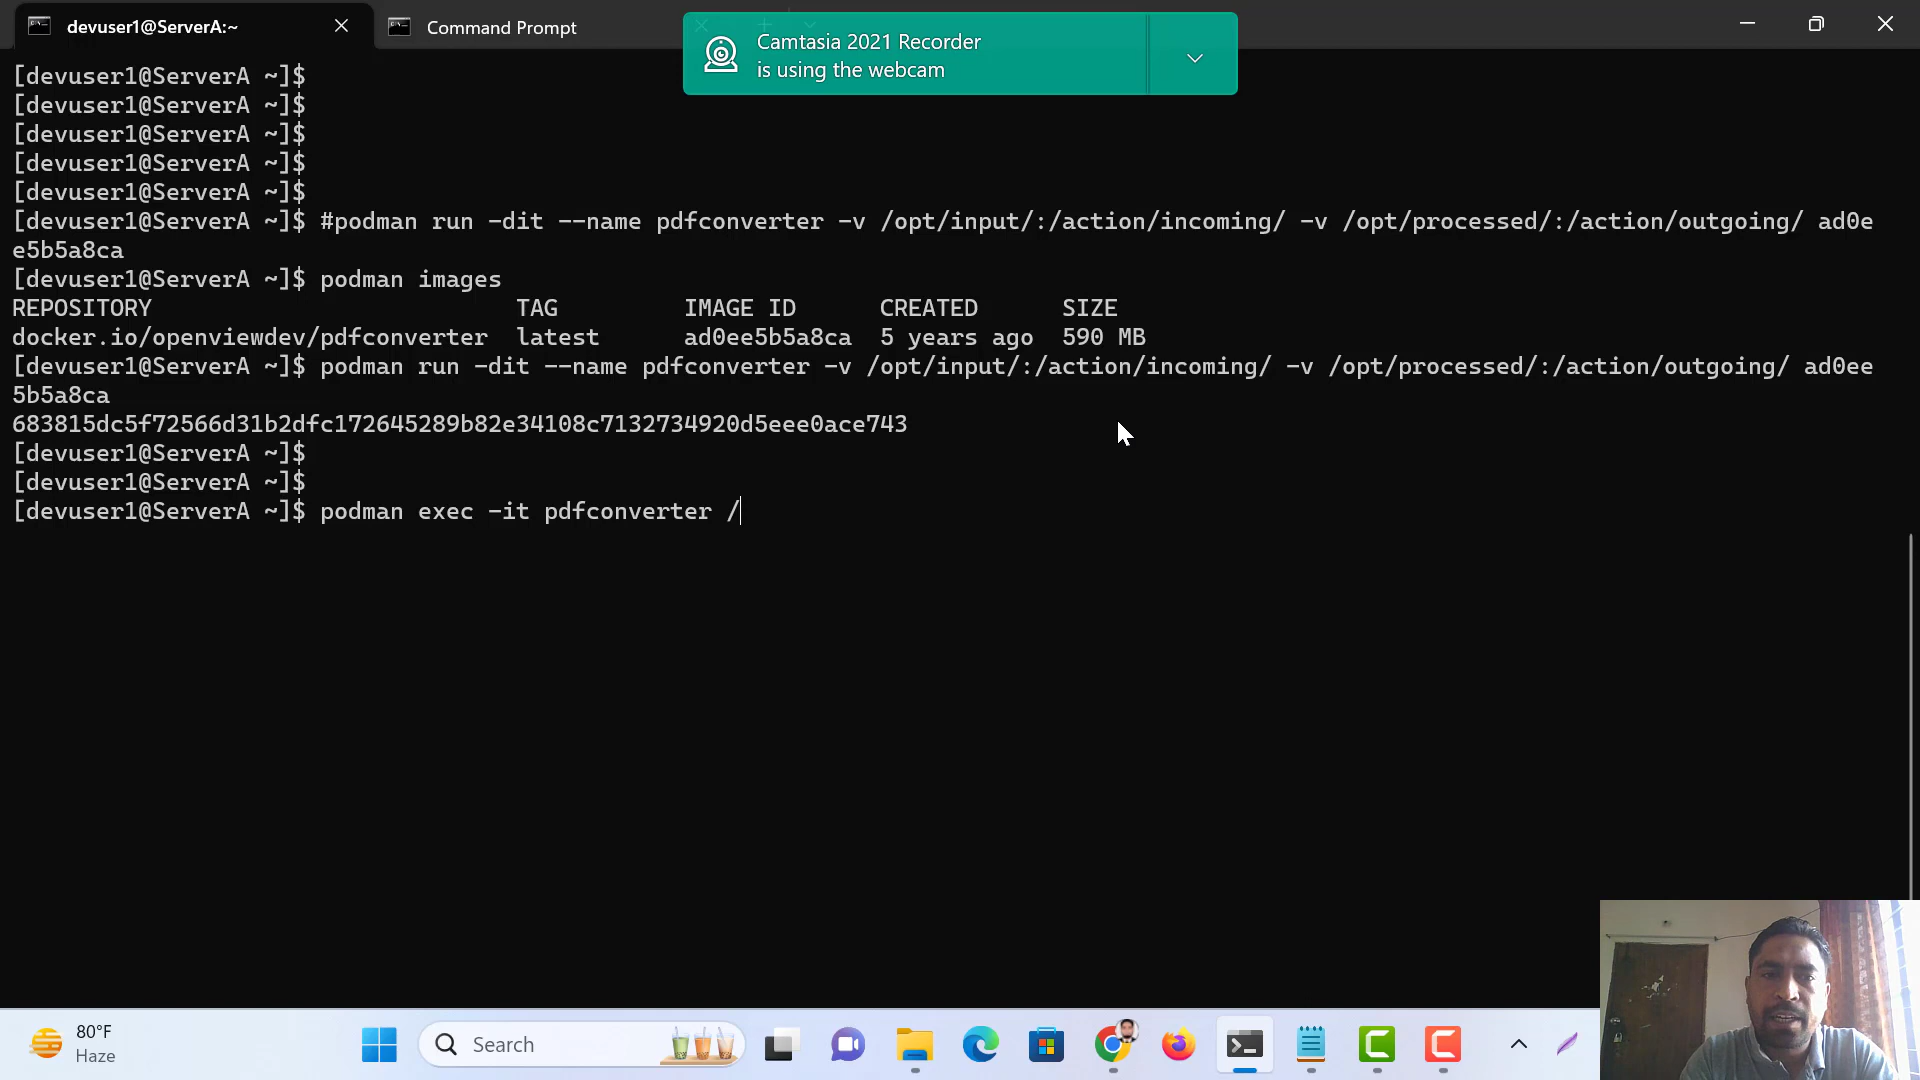 devuser1@ServerA:~
Command Prompt
Camtasia 2021 Recorder
is using the webcam
[devuser1@ServerA ~]$
[devuser1@ServerA ~]$
[devuser1@ServerA ~]$
[devuser1@ServerA ~]$
[devuser1@ServerA ~]$
[devuser1@ServerA ~]$ #podman run -dit --name pdfconverter -v /opt/input/:/action/incoming/ -v /opt/processed/:/action/outgoing/ ad0e
e5b5a8ca
[devuser1@ServerA ~]$ podman images
REPOSITORY TAG IMAGE ID CREATED SIZE
docker.io/openviewdev/pdfconverter latest ad0ee5b5a8ca 5 years ago 590 MB
[devuser1@ServerA ~]$ podman run -dit --name pdfconverter -v /opt/input/:/action/incoming/ -v /opt/processed/:/action/outgoing/ ad0ee
5b5a8ca
683815dc5f72566d31b2dfc172645289b82e34108c7132734920d5eee0ace743
[devuser1@ServerA ~]$
[devuser1@ServerA ~]$
[devuser1@ServerA ~]$ podman exec -it pdfconverter /
80°F
Haze
Search